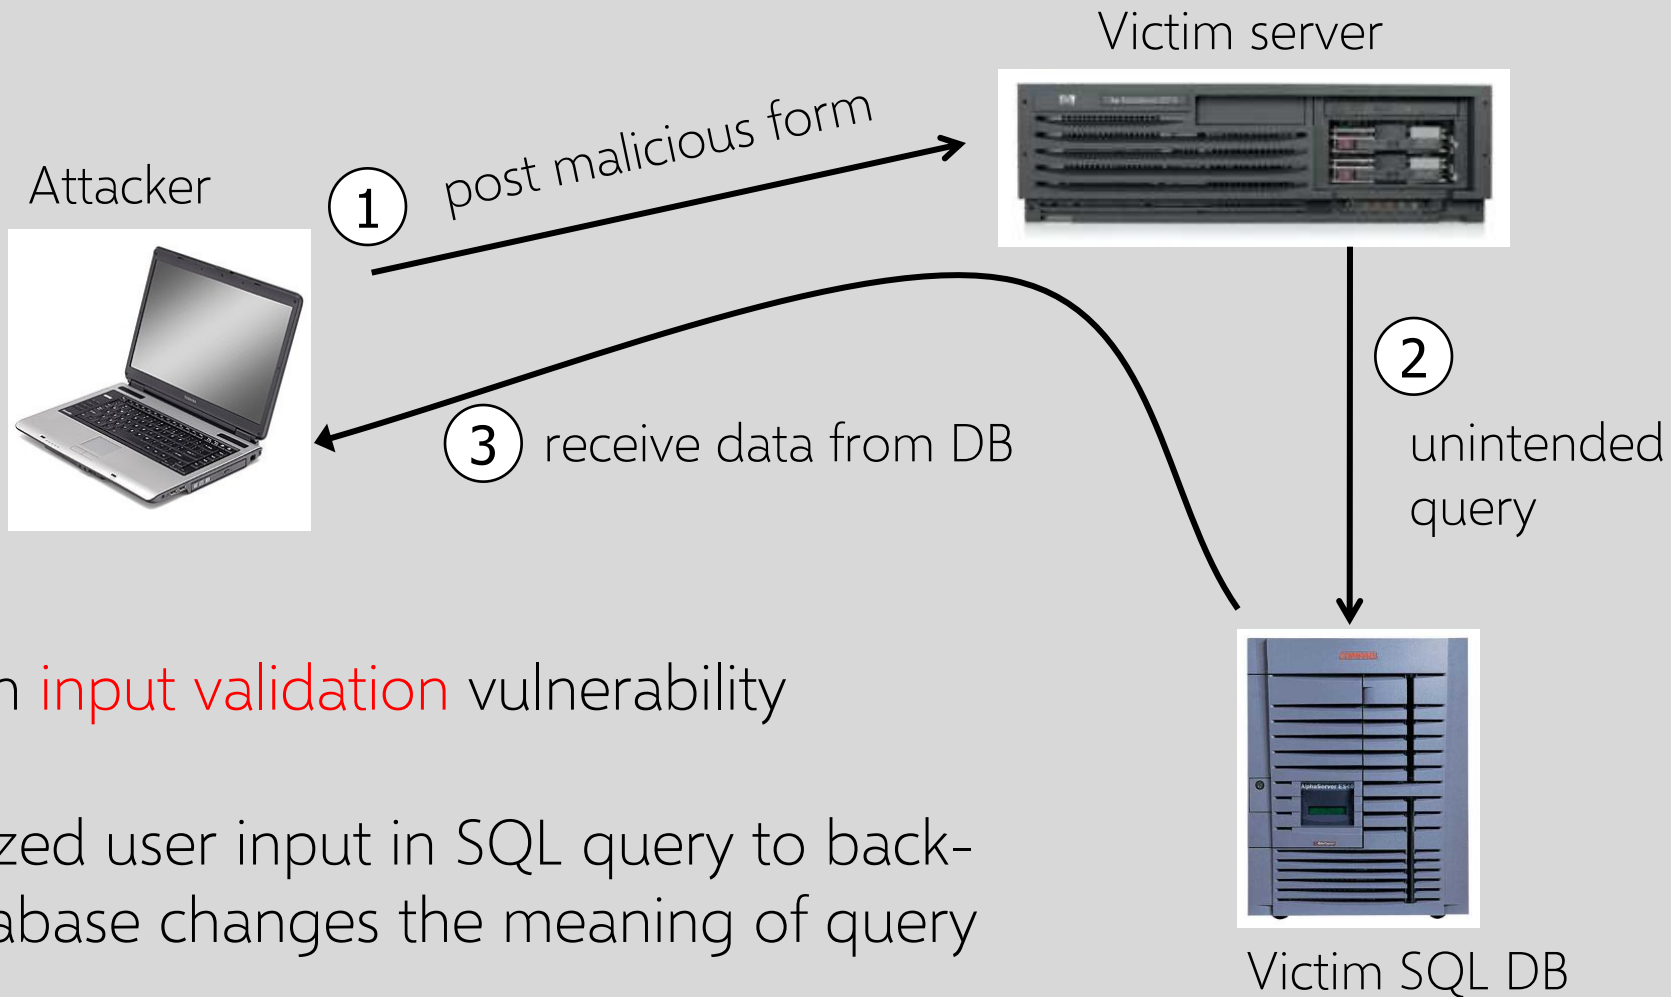 Victim server
Attacker
1
post malicious form
2
unintended
query
3
receive data from DB
n input validation vulnerability
zed user input in SQL query to back-
abase changes the meaning of query
Victim SQL DB